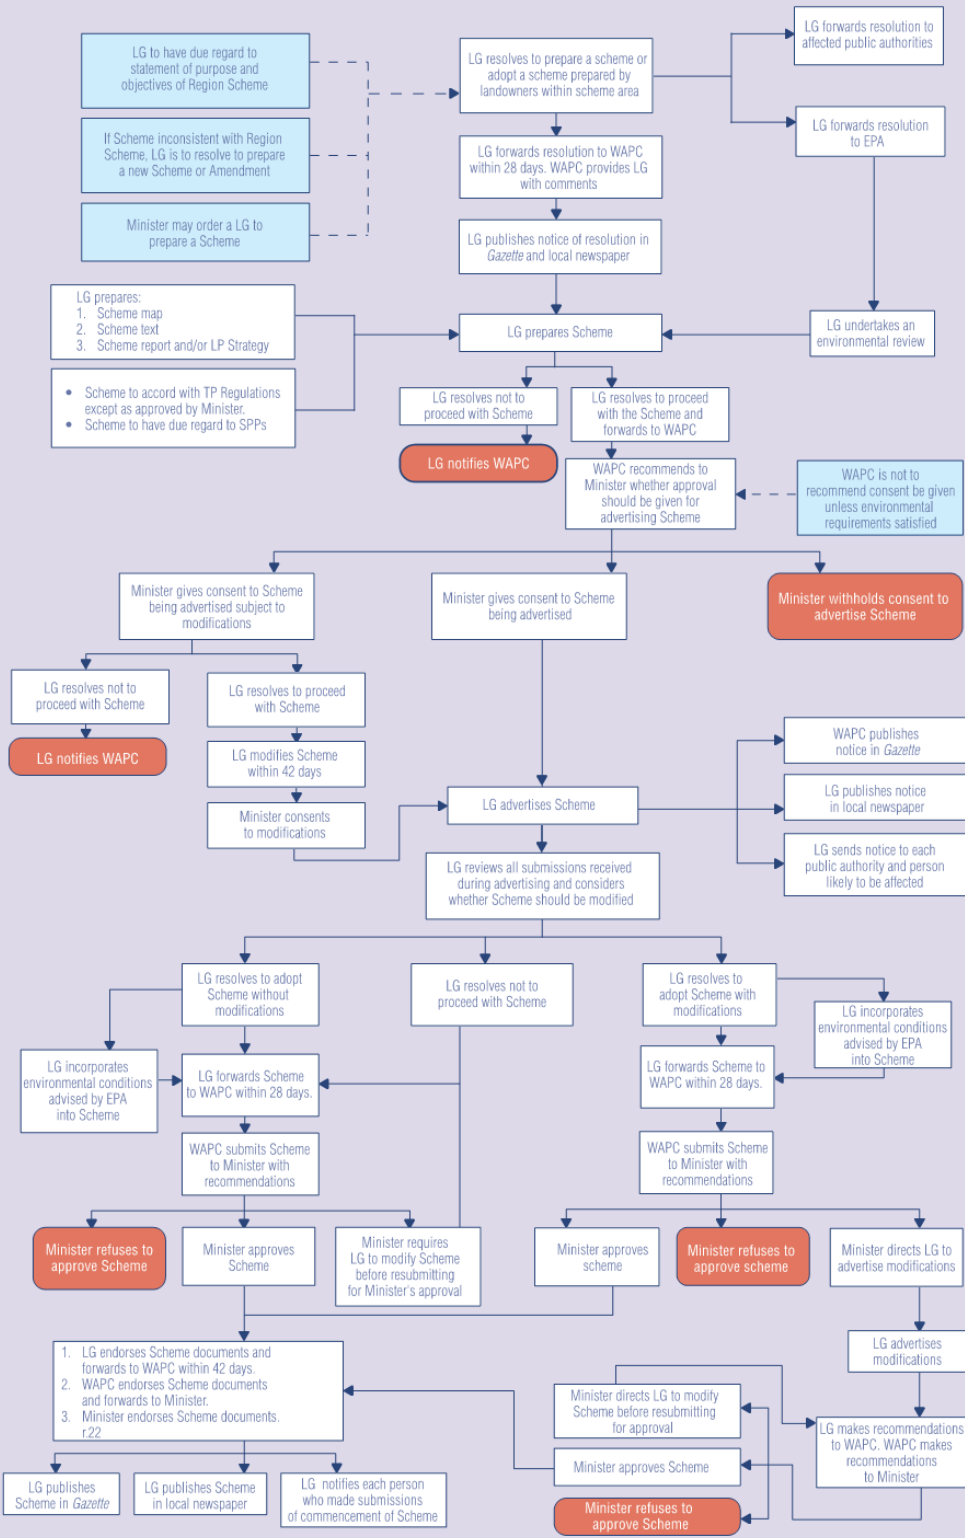 LG to have due regard to
statement of purpose and
objectives of Region Scheme
LG resolves to prepare a scheme or
adopt a scheme prepared by
landowners within scheme area
LG forwards resolution to
affected public authorities
If Scheme inconsistent with Region
Scheme, LG is to resolve to prepare
a new Scheme or Amendment
LG forwards resolution
to EPA
LG forwards resolution to WAPC
within 28 days. WAPC provides LG
with comments
Minister may order a LG to
prepare a Scheme
LG publishes notice of resolution in
Gazette and local newspaper
LG prepares:
1. Scheme map
2. Scheme text
3. Scheme report and/or LP Strategy
LG prepares Scheme
LG undertakes an
environmental review
• Scheme to accord with TP Regulations
except as approved by Minister.
• Scheme to have due regard to SPPs
LG resolves not to
proceed with Scheme
LG resolves to proceed
with the Scheme and
forwards to WAPC
LG notifies WAPC
WAPC recommends to
Minister whether approval
should be given for
advertising Scheme
WAPC is not to
recommend consent be given
unless environmental
requirements satisfied
Minister gives consent to Scheme
being advertised subject to
modifications
Minister gives consent to Scheme
being advertised
Minister withholds consent to
advertise Scheme
LG resolves not to
proceed with Scheme
LG resolves to proceed
with Scheme
LG notifies WAPC
LG modifies Scheme
within 42 days
WAPC publishes
notice in Gazette
Minister consents
to modifications
LG advertises Scheme
LG publishes notice
in local newspaper
LG sends notice to each
public authority and person
likely to be affected
LG reviews all submissions received
during advertising and considers
whether Scheme should be modified
LG resolves to adopt
Scheme without
modifications
LG resolves not to
proceed with Scheme
LG resolves to
adopt Scheme with
modifications
LG incorporates
environmental conditions
advised by EPA
into Scheme
LG incorporates
environmental conditions
advised by EPA
into Scheme
LG forwards Scheme
to WAPC within 28 days.
LG forwards Scheme to
WAPC within 28 days.
WAPC submits Scheme
to Minister with
recommendations
WAPC submits Scheme
to Minister with
recommendations
Minister refuses to
approve Scheme
Minister approves
Scheme
Minister requires
LG to modify Scheme
before resubmitting
for Minister's approval
Minister approves
scheme
Minister refuses to
approve scheme
Minister directs LG to
advertise modifications
1. LG endorses Scheme documents and
forwards to WAPC within 42 days.
2. WAPC endorses Scheme documents
and forwards to Minister.
3. Minister endorses Scheme documents.
r.22
LG advertises
modifications
Minister directs LG to modify
Scheme before resubmitting
for approval
LG makes recommendations
to WAPC. WAPC makes
recommendations
to Minister
Minister approves Scheme
Minister refuses to
approve Scheme
LG publishes
Scheme in Gazette
LG publishes Scheme
in local newspaper
LG notifies each person
who made submissions
of commencement of Scheme